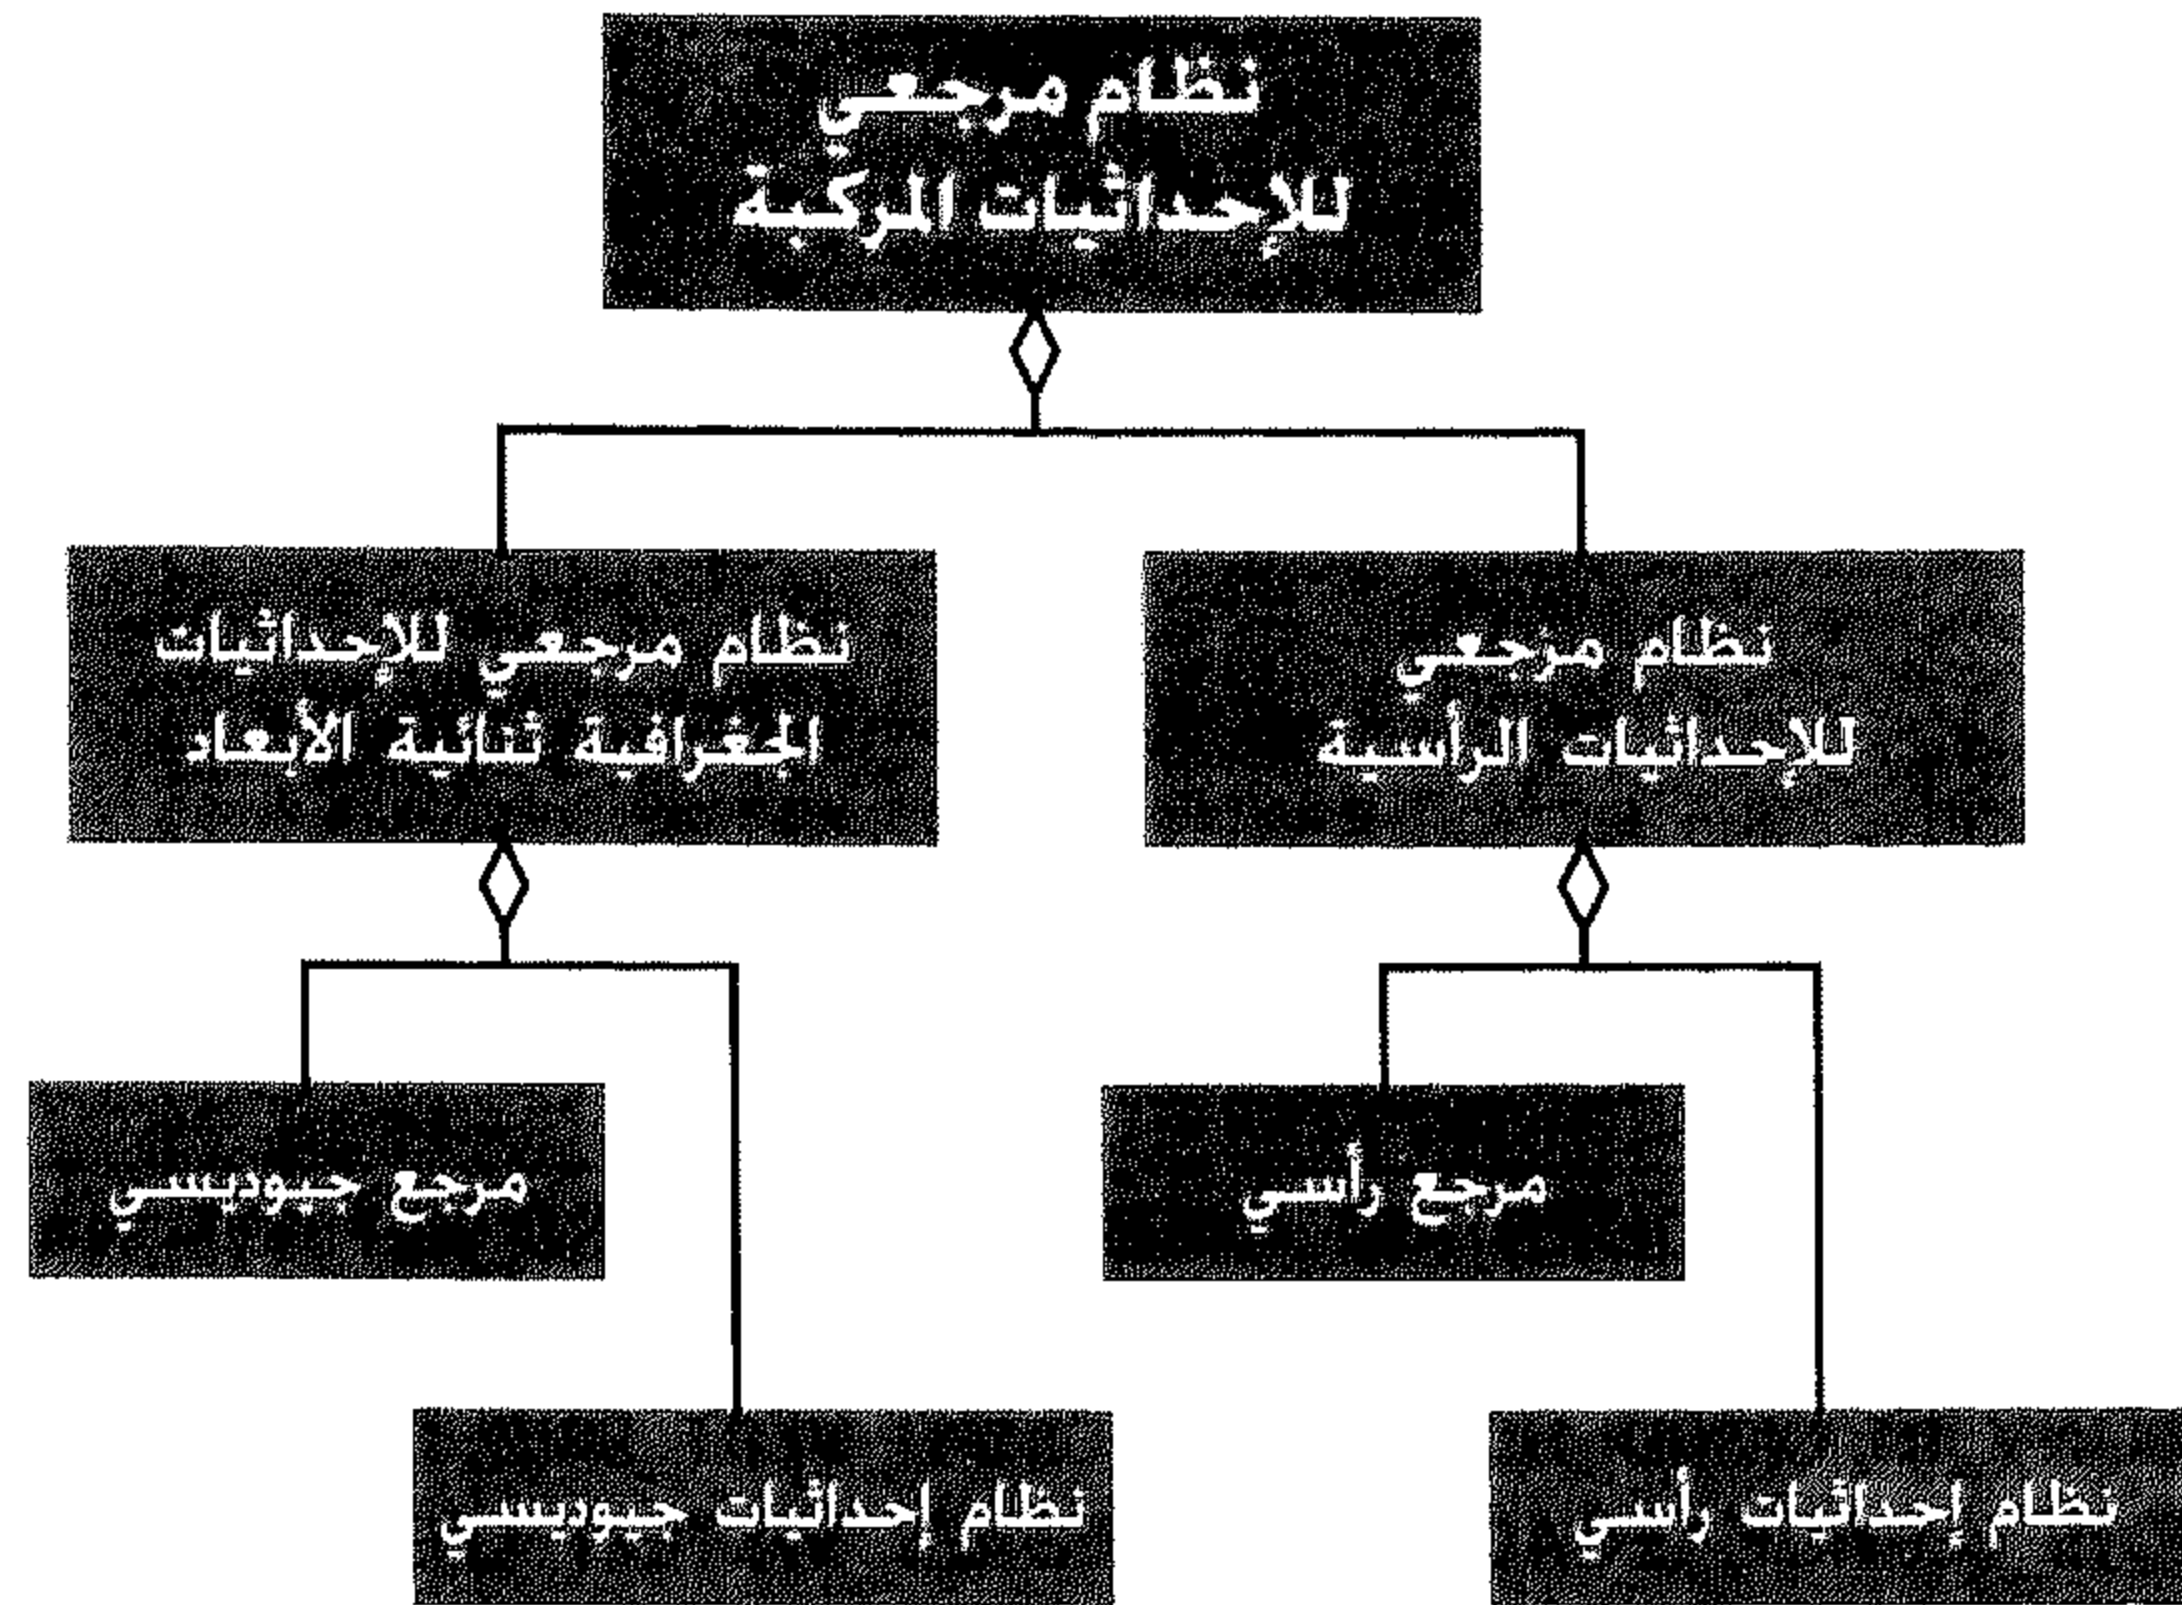 نظام مرجعي
للإحداثيات المركبة
نظام مرجعي
للإحداثيات الرأسية
نظام مرجعي للإحداثيات
الجغرافية ثنائية الأبعاد
مرجع رأسي
مرجع جيوديسي
نظام إحداثيات رأسي
نظام إحداثيات جيوديسي